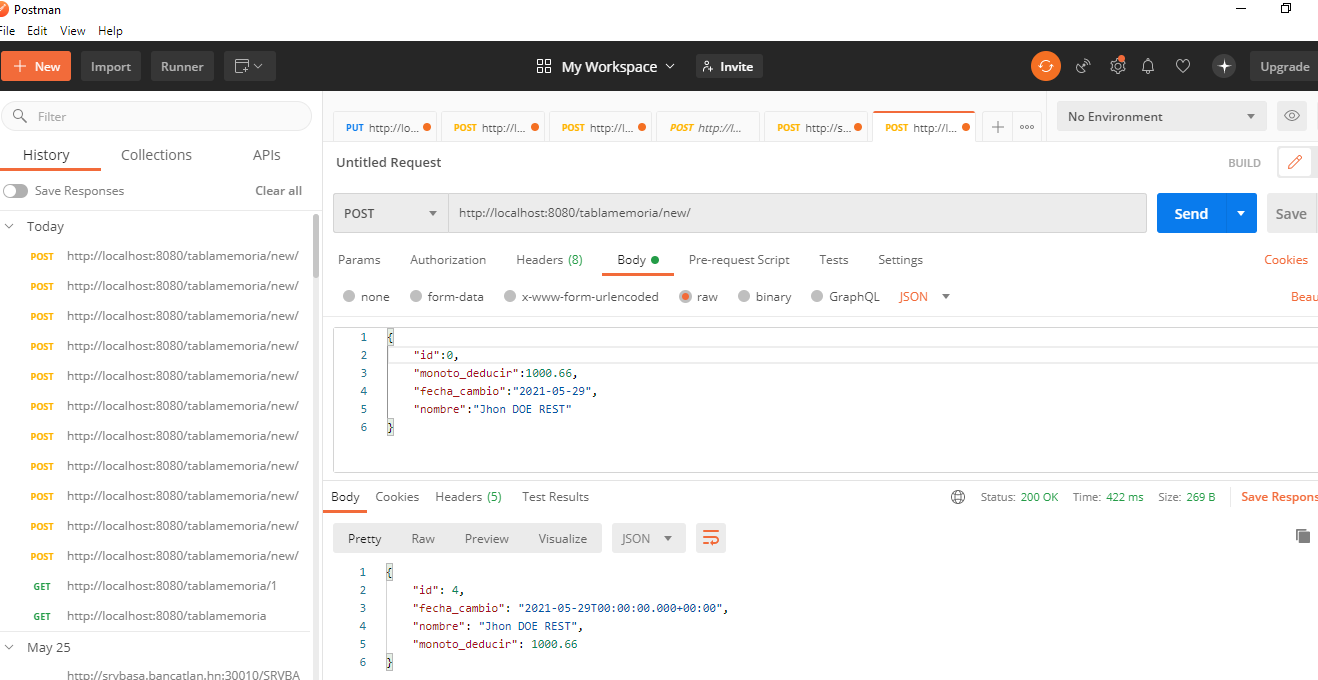 Postman
File Edit View Help
New Import Runner My Workspace Invite Upgrade
Filter
History Collections APIs
Save Responses Clear all
Today
POST http://localhost:8080/tablamemoria/new/
POST http://localhost:8080/tablamemoria/new/
POST http://localhost:8080/tablamemoria/new/
POST http://localhost:8080/tablamemoria/new/
POST http://localhost:8080/tablamemoria/new/
POST http://localhost:8080/tablamemoria/new/
POST http://localhost:8080/tablamemoria/new/
POST http://localhost:8080/tablamemoria/new/
POST http://localhost:8080/tablamemoria/new/
POST http://localhost:8080/tablamemoria/new/
POST http://localhost:8080/tablamemoria/new/
GET http://localhost:8080/tablamemoria/1
GET http://localhost:8080/tablamemoria
May 25
http://srvbasa.bancatlan.hn:30010/SRVBA
PUT http://lo... POST http://l... POST http://l... POST http://l... POST http://s... POST http://l... No Environment
Untitled Request BUILD
POST http://localhost:8080/tablamemoria/new/ Send Save
Params Authorization Headers (8) Body Pre-request Script Tests Settings Cookies
none form-data x-www-form-urlencoded raw binary GraphQL JSON Beau
1 {
2 "id":0,
3 "monoto_deducir":1000.66,
4 "fecha_cambio":"2021-05-29",
5 "nombre":"Jhon DOE REST"
6 }
Body Cookies Headers (5) Test Results Status: 200 OK Time: 422 ms Size: 269 B Save Respons
Pretty Raw Preview Visualize JSON
1 {
2 "id": 4,
3 "fecha_cambio": "2021-05-29T00:00:00.000+00:00",
4 "nombre": "Jhon DOE REST",
5 "monoto_deducir": 1000.66
6 }